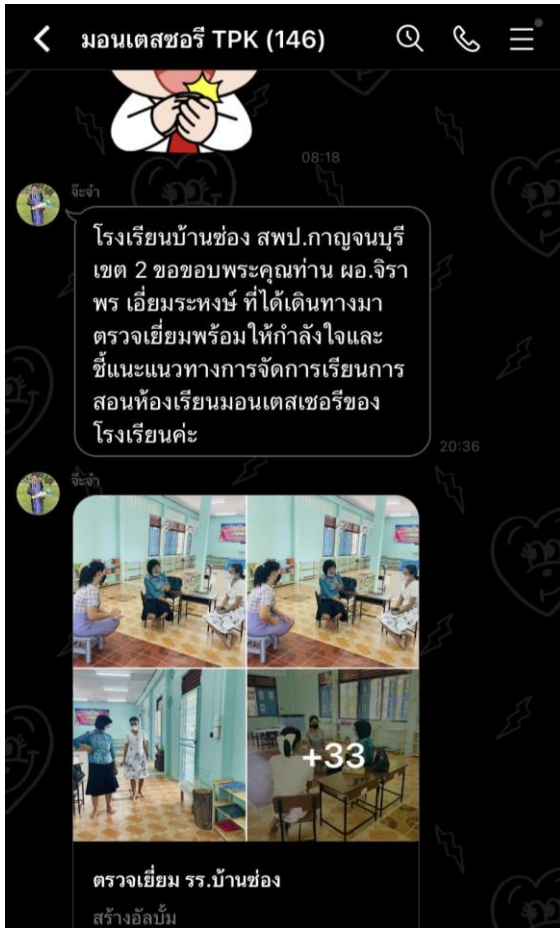 มอนเตสซอรี TPK (146)
08:18
จ๊ะจ๋า
โรงเรียนบ้านช่อง สพป.กาญจนบุรี
เขต 2 ขอขอบพระคุณท่าน ผอ.จิรา
พร เอี่ยมระหงษ์ ที่ได้เดินทางมา
ตรวจเยี่ยมพร้อมให้กำลังใจและ
ชี้แนะแนวทางการจัดการเรียนการ
สอนห้องเรียนมอนเตสเซอรีของ
โรงเรียนค่ะ
20:36
จ๊ะจ๋า
+33
ตรวจเยี่ยม รร.บ้านช่อง
สร้างอัลบั้ม